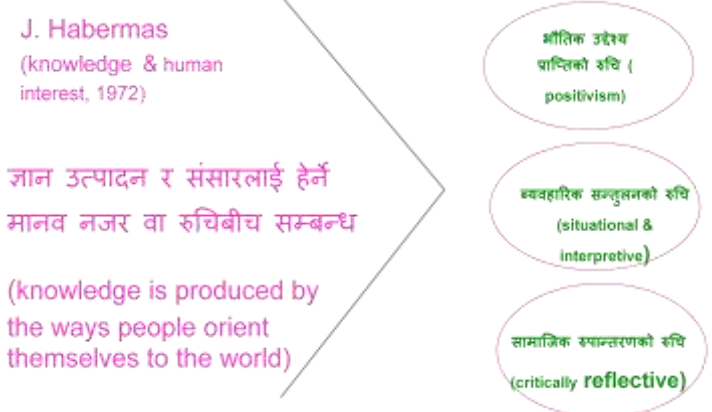 J. Habermas
(knowledge & human
interest, 1972)
ज्ञान उत्पादन र संसारलाई हेर्ने
मानव नजर वा रुचिबीच सम्बन्ध
(knowledge is produced by
the ways people orient
themselves to the world)
भौतिक उद्देश्य
प्राप्तिको रुचि (
positivism)
ब्यवहारिक सन्तुलनको रुचि
(situational &
interpretive)
सामाजिक रुपान्तरणको रुचि
(critically reflective)